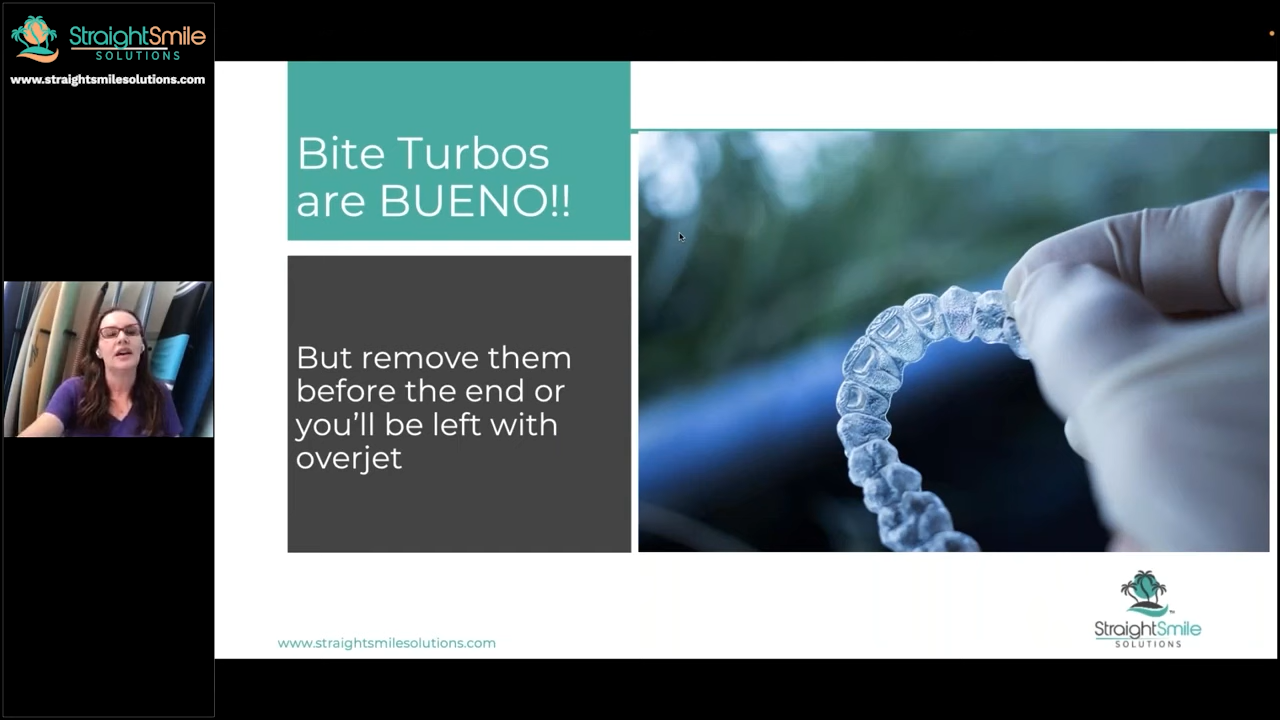 StraightSmile
SOLUTIONS
www.straightsmilesolutions.com
Bite Turbos
are BUENO!!
But remove them
before the end or
you'll be left with
overjet
www.straightsmilesolutions.com
StraightSmile
SOLUTIONS